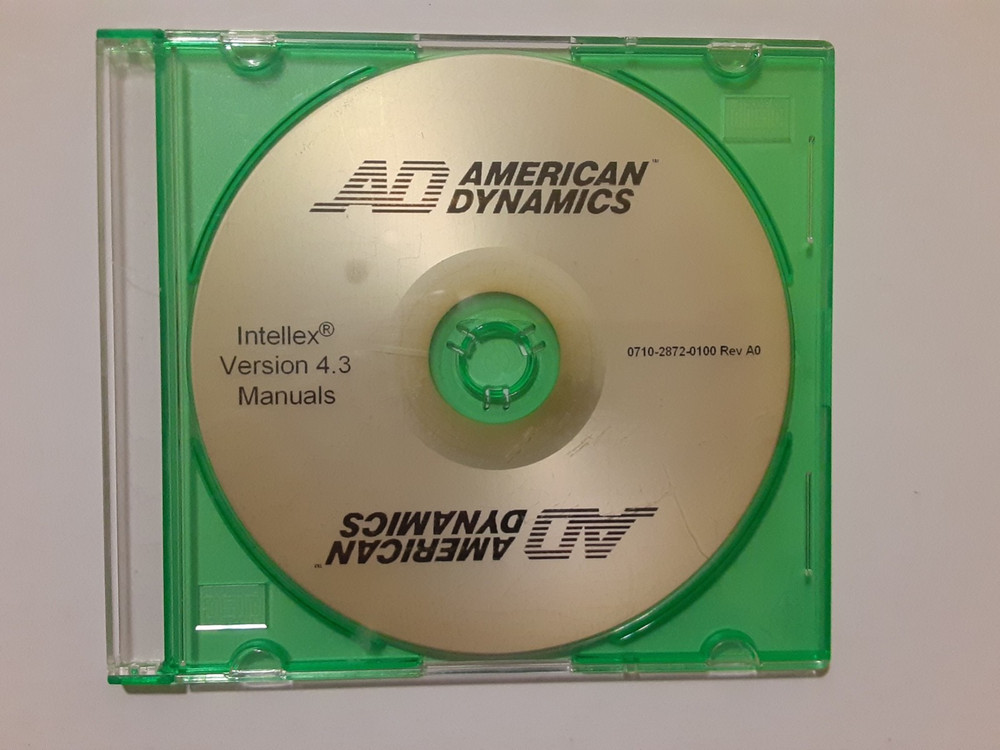 AD AMERICAN™
DYNAMICS
Intellex®
Version 4.3
Manuals
0710-2872-0100 Rev A0
AD AMERICAN™
DYNAMICS